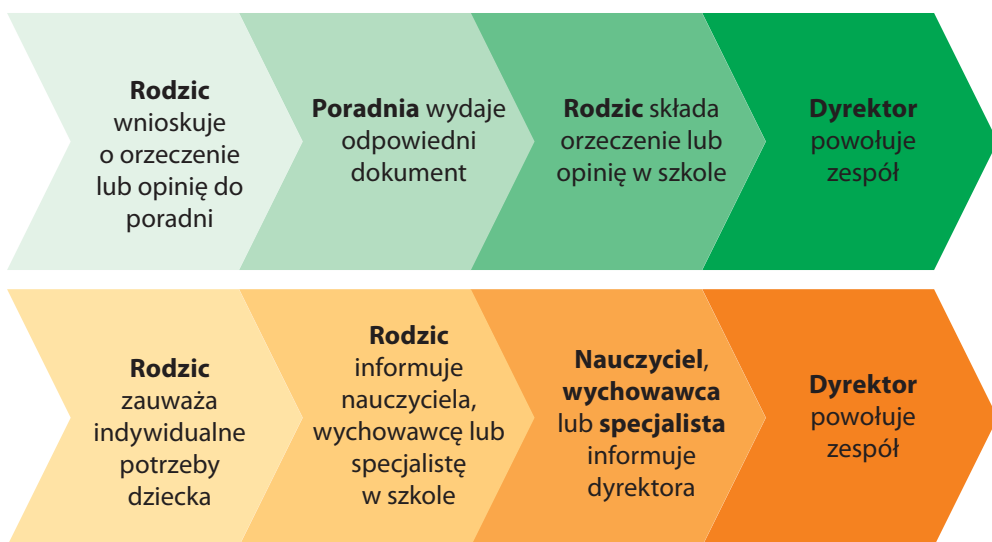 Rodzic
wnioskuje
o orzeczenie
lub opinię do
poradni
Poradnia wydaje
odpowiedni
dokument
Rodzic składa
orzeczenie lub
opinię w szkole
Dyrektor
powołuje
zespół
Rodzic
zauważa
indywidualne
potrzeby
dziecka
Rodzic
informuje
nauczyciela,
wychowawcę lub
specjalistę
w szkole
Nauczyciel,
wychowawca
lub specjalista
informuje
dyrektora
Dyrektor
powołuje
zespół